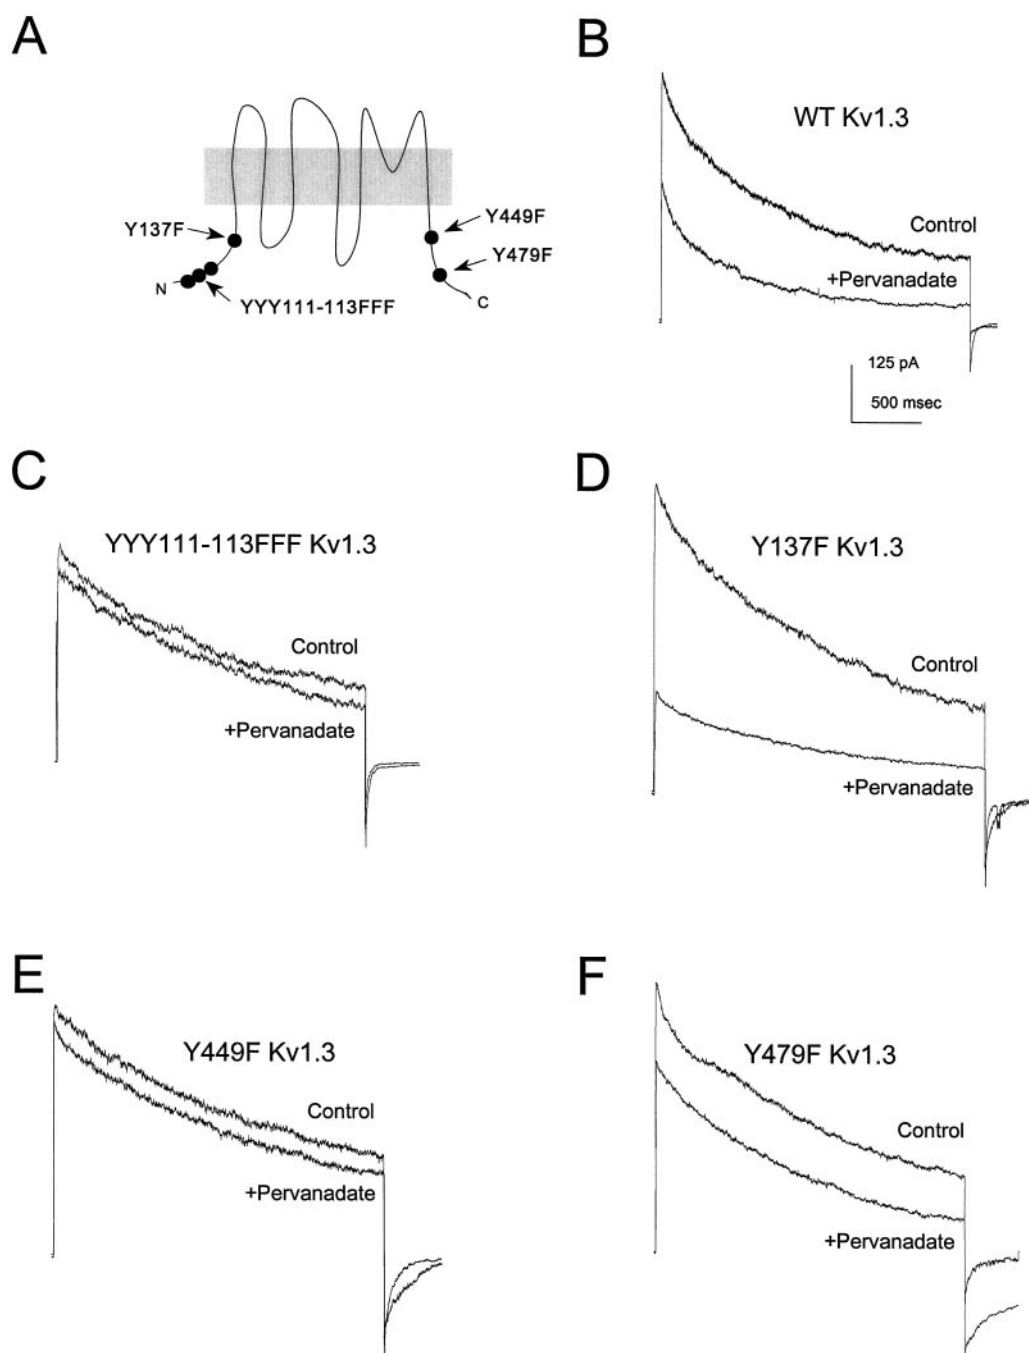 A
Y137F
N
YYY111-113FFF
Y449F
Y479F
C
B
WT Kv1.3
Control
+Pervanadate
125 pA
500 msec
C
YYY111-113FFF Kv1.3
Control
+Pervanadate
D
Y137F Kv1.3
Control
+Pervanadate
E
Y449F Kv1.3
Control
+Pervanadate
F
Y479F Kv1.3
Control
+Pervanadate